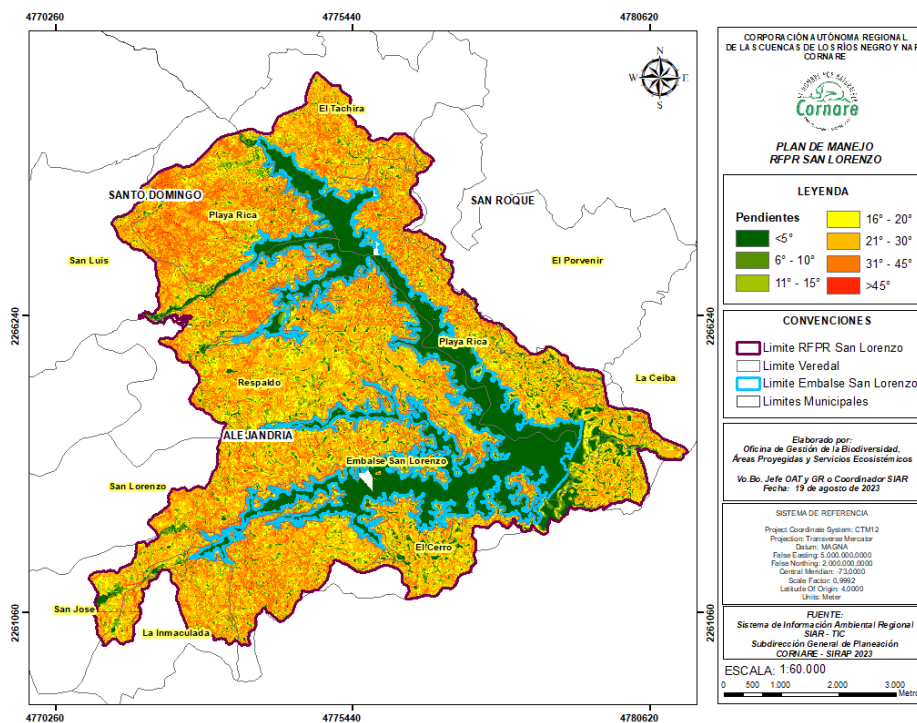 4770260 4775440 4780620
N
W E
S
El Tachira
SANTO DOMINGO
SAN ROQUE
Playa Rica
San Luis
El Porvenir
2266240
2266240
Playa Rica
La Ceiba
Respaldo
ALEJANDRIA
Embalse San Lorenzo
San Lorenzo
El Cerro
San Jose
La Inmaculada
2261060
2261060
4770260 4775440 4780620
CORPORACIÓN AUTÓNOMA REGIONAL
DE LAS CUENCAS DE LOS RÍOS NEGRO Y NAR
CORNARE
Cornare
PLAN DE MANEJO
RFPR SAN LORENZO
LEYENDA
Pendientes
<5°
6° - 10°
11° - 15°
16° - 20°
21° - 30°
31° - 45°
>45°
CONVENCIONES
Limite RFPR San Lorenzo
Limite Veredal
Limite Embalse San Lorenzo
Limites Municipales
Elaborado por:
Oficina de Gestión de la Biodiversidad,
Áreas Proyegidas y Servicios Ecosistémicos
Vo.Bo. Jefe OAT y GR o Coordinador SIAR
Fecha: 19 de agosto de 2023
SISTEMA DE REFERENCIA
Project Coordinate System: CTM12
Projection: Transverse Mercator
Datum: MAGNA
False Easting: 5.000.000,0000
False Northing: 2.000.000,0000
Central Meridian: -73,0000
Scale Factor: 0,9992
Latitude Of Origin: 4,0000
Units: Meter
FUENTE:
Sistema de Información Ambiental Regional
SIAR - TIC
Subdirección General de Planeación
CORNARE - SIRAP 2023
ESCALA: 1:60.000
0 500 1.000 2.000 3.000
Metro